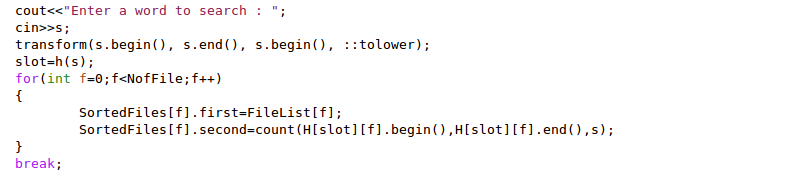 cout<<"Enter a word to search : ";
cin>>s;
transform(s.begin(), s.end(), s.begin(), ::tolower);
slot=h(s);
for(int f=0;f<NofFile;f++)
{
        SortedFiles[f].first=FileList[f];
        SortedFiles[f].second=count(H[slot][f].begin(),H[slot][f].end(),s);
}
break;